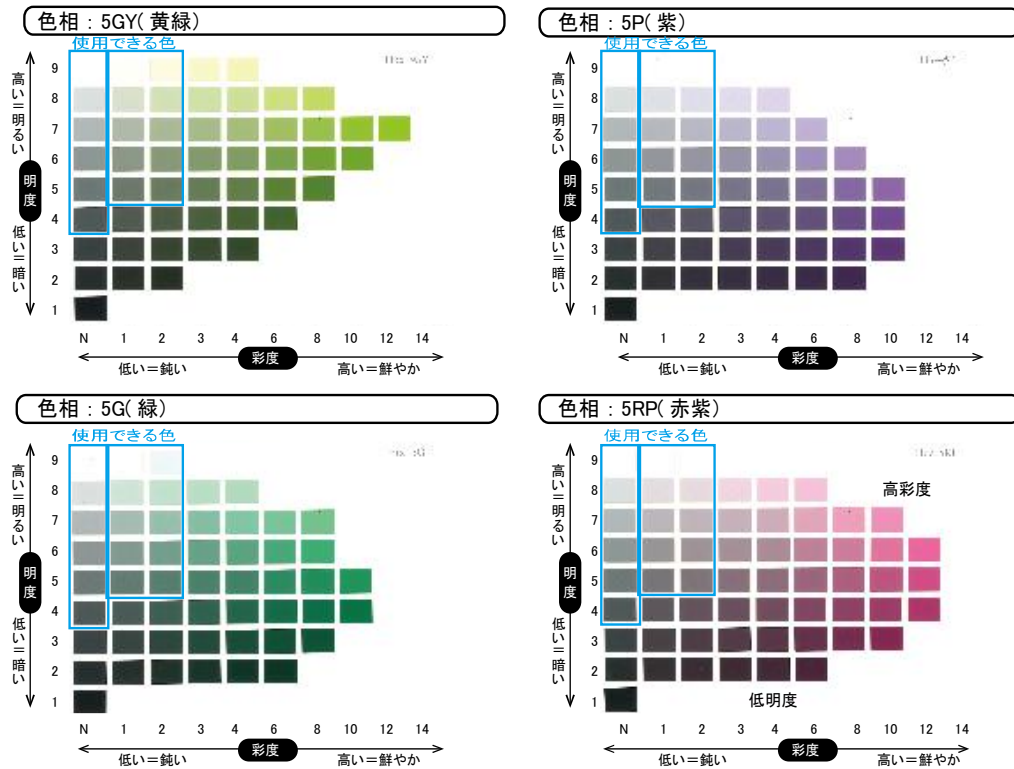 色相：5GY(黄緑)
使用できる色
高い＝明るい
明度
低い＝暗い
9
8
7
6
5
4
3
2
1
N 1 2 3 4 6 8 10 12 14
低い＝鈍い
彩度
高い＝鮮やか
色相：5P(紫)
使用できる色
高い＝明るい
明度
低い＝暗い
9
8
7
6
5
4
3
2
1
N 1 2 3 4 6 8 10 12 14
低い＝鈍い
彩度
高い＝鮮やか
色相：5G(緑)
使用できる色
高い＝明るい
明度
低い＝暗い
9
8
7
6
5
4
3
2
1
N 1 2 3 4 6 8 10 12 14
低い＝鈍い
彩度
高い＝鮮やか
色相：5RP(赤紫)
使用できる色
高彩度
高い＝明るい
明度
低い＝暗い
9
8
7
6
5
4
3
2
1
低明度
N 1 2 3 4 6 8 10 12 14
低い＝鈍い
彩度
高い＝鮮やか